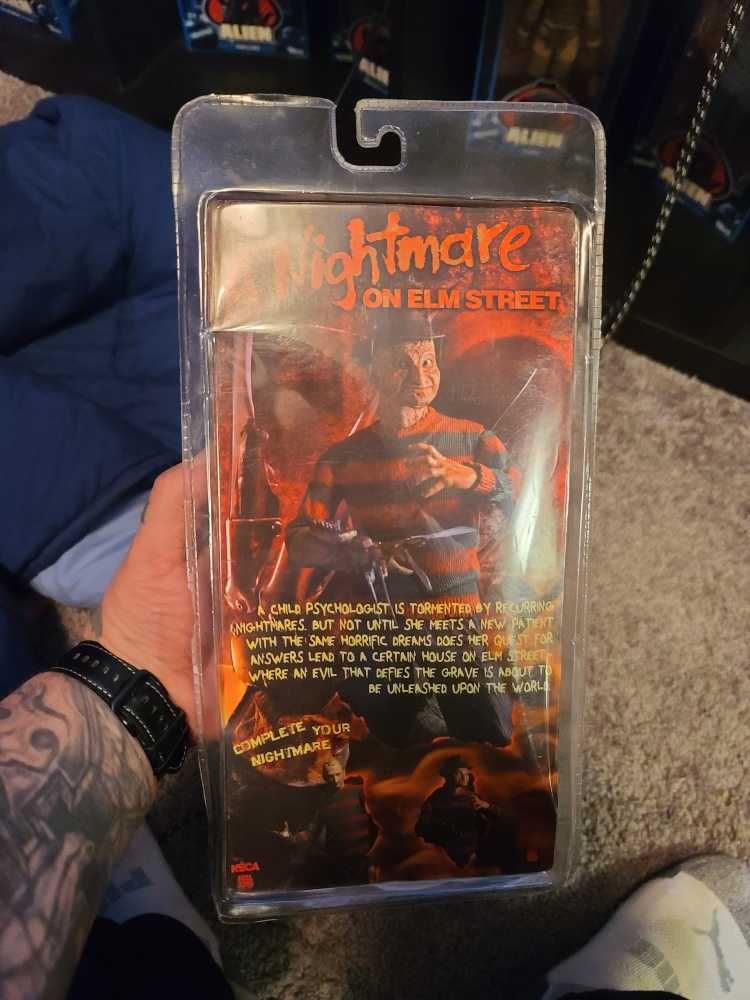 ALIEN
ALIEN
ALIEN
A Nightmare
ON ELM STREET
A CHILD PSYCHOLOGIST IS TORMENTED BY RECURRING
NIGHTMARES. BUT NOT UNTIL SHE MEETS A NEW PATIENT
WITH THE SAME HORRIFIC DREAMS DOES HER QUEST FOR
ANSWERS LEAD TO A CERTAIN HOUSE ON ELM STREET,
WHERE AN EVIL THAT DEFIES THE GRAVE IS ABOUT TO
BE UNLEASHED UPON THE WORLD.
COMPLETE YOUR
NIGHTMARE
NECA